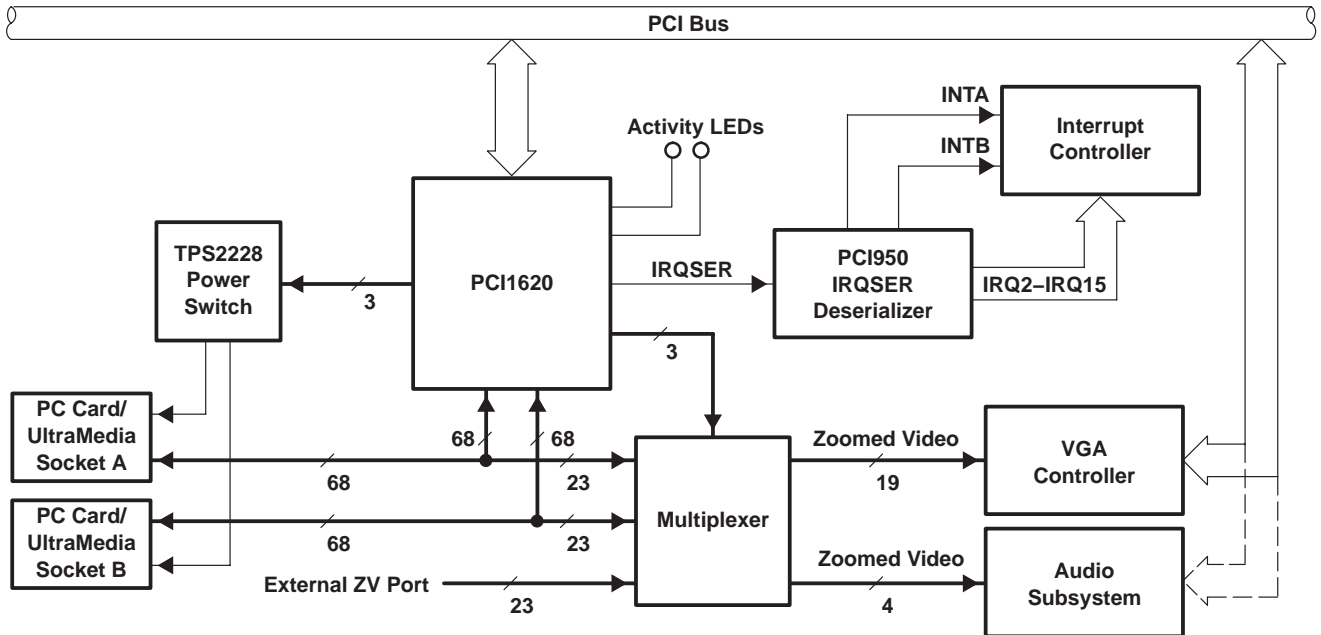 PCI Bus
Activity LEDs
INTA
INTB
Interrupt
Controller
TPS2228
Power
Switch
3
PCI1620
IRQSER
PCI950
IRQSER
Deserializer
IRQ2–IRQ15
3
PC Card/
UltraMedia
Socket A
68
68
68
23
PC Card/
UltraMedia
Socket B
68
23
External ZV Port
23
Multiplexer
Zoomed Video
19
VGA
Controller
Zoomed Video
4
Audio
Subsystem